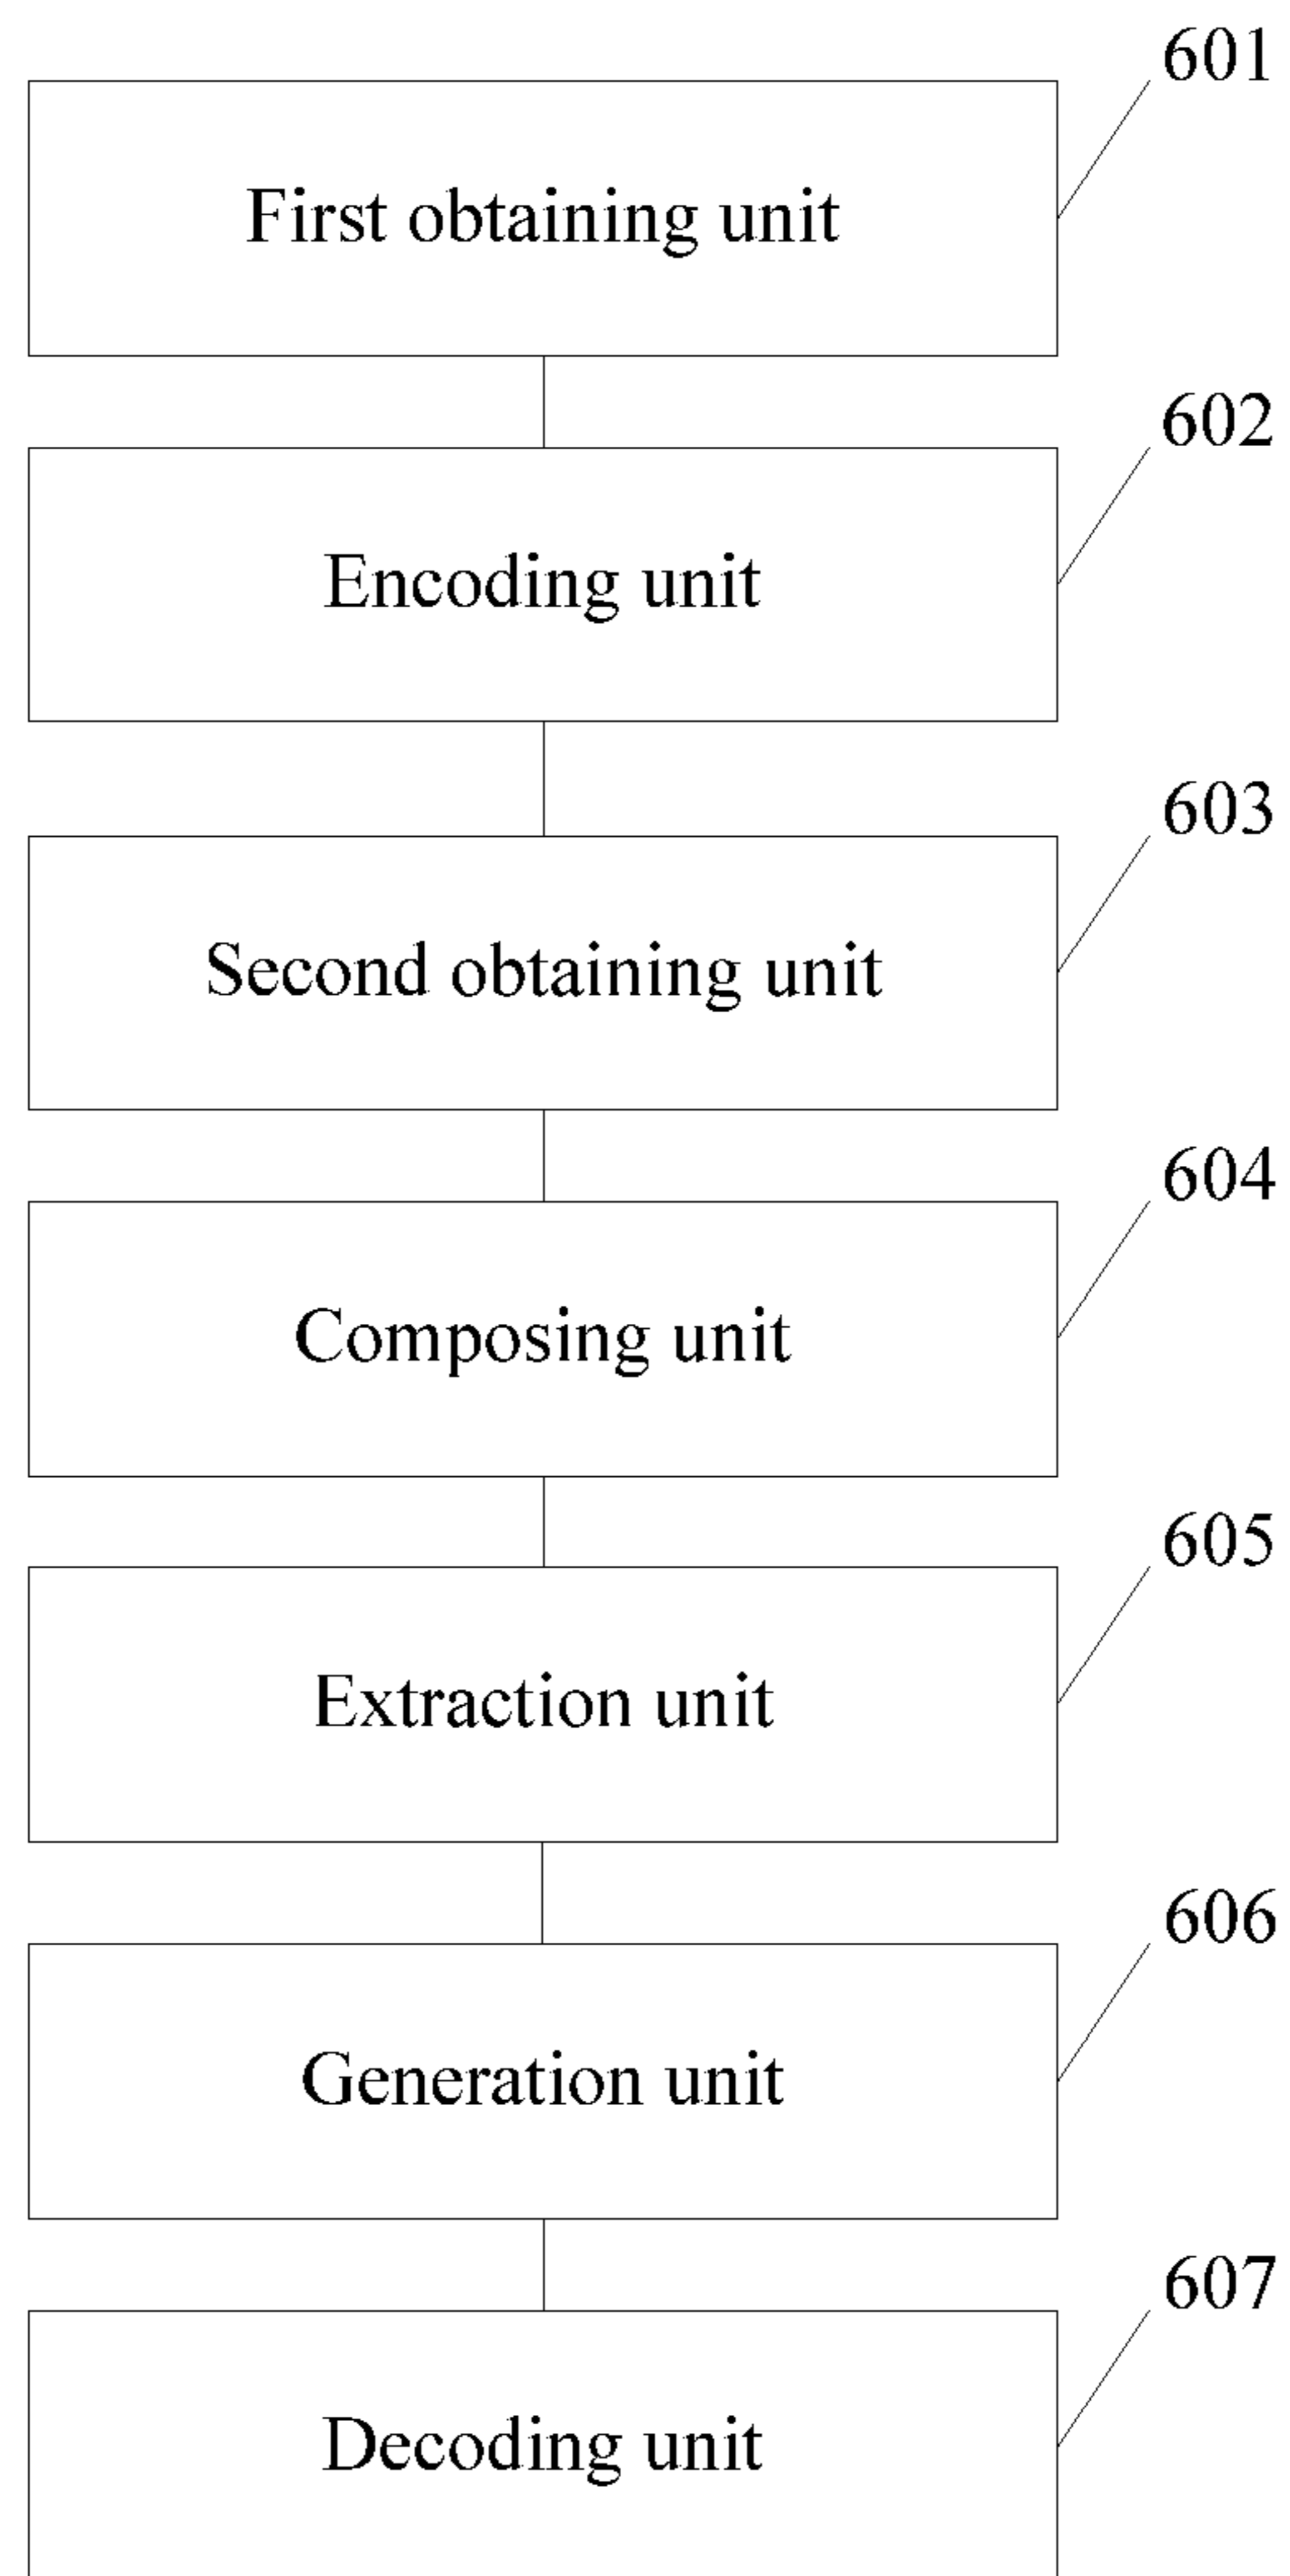 601
First obtaining unit
602
Encoding unit
603
Second obtaining unit
604
Composing unit
605
Extraction unit
606
Generation unit
607
Decoding unit